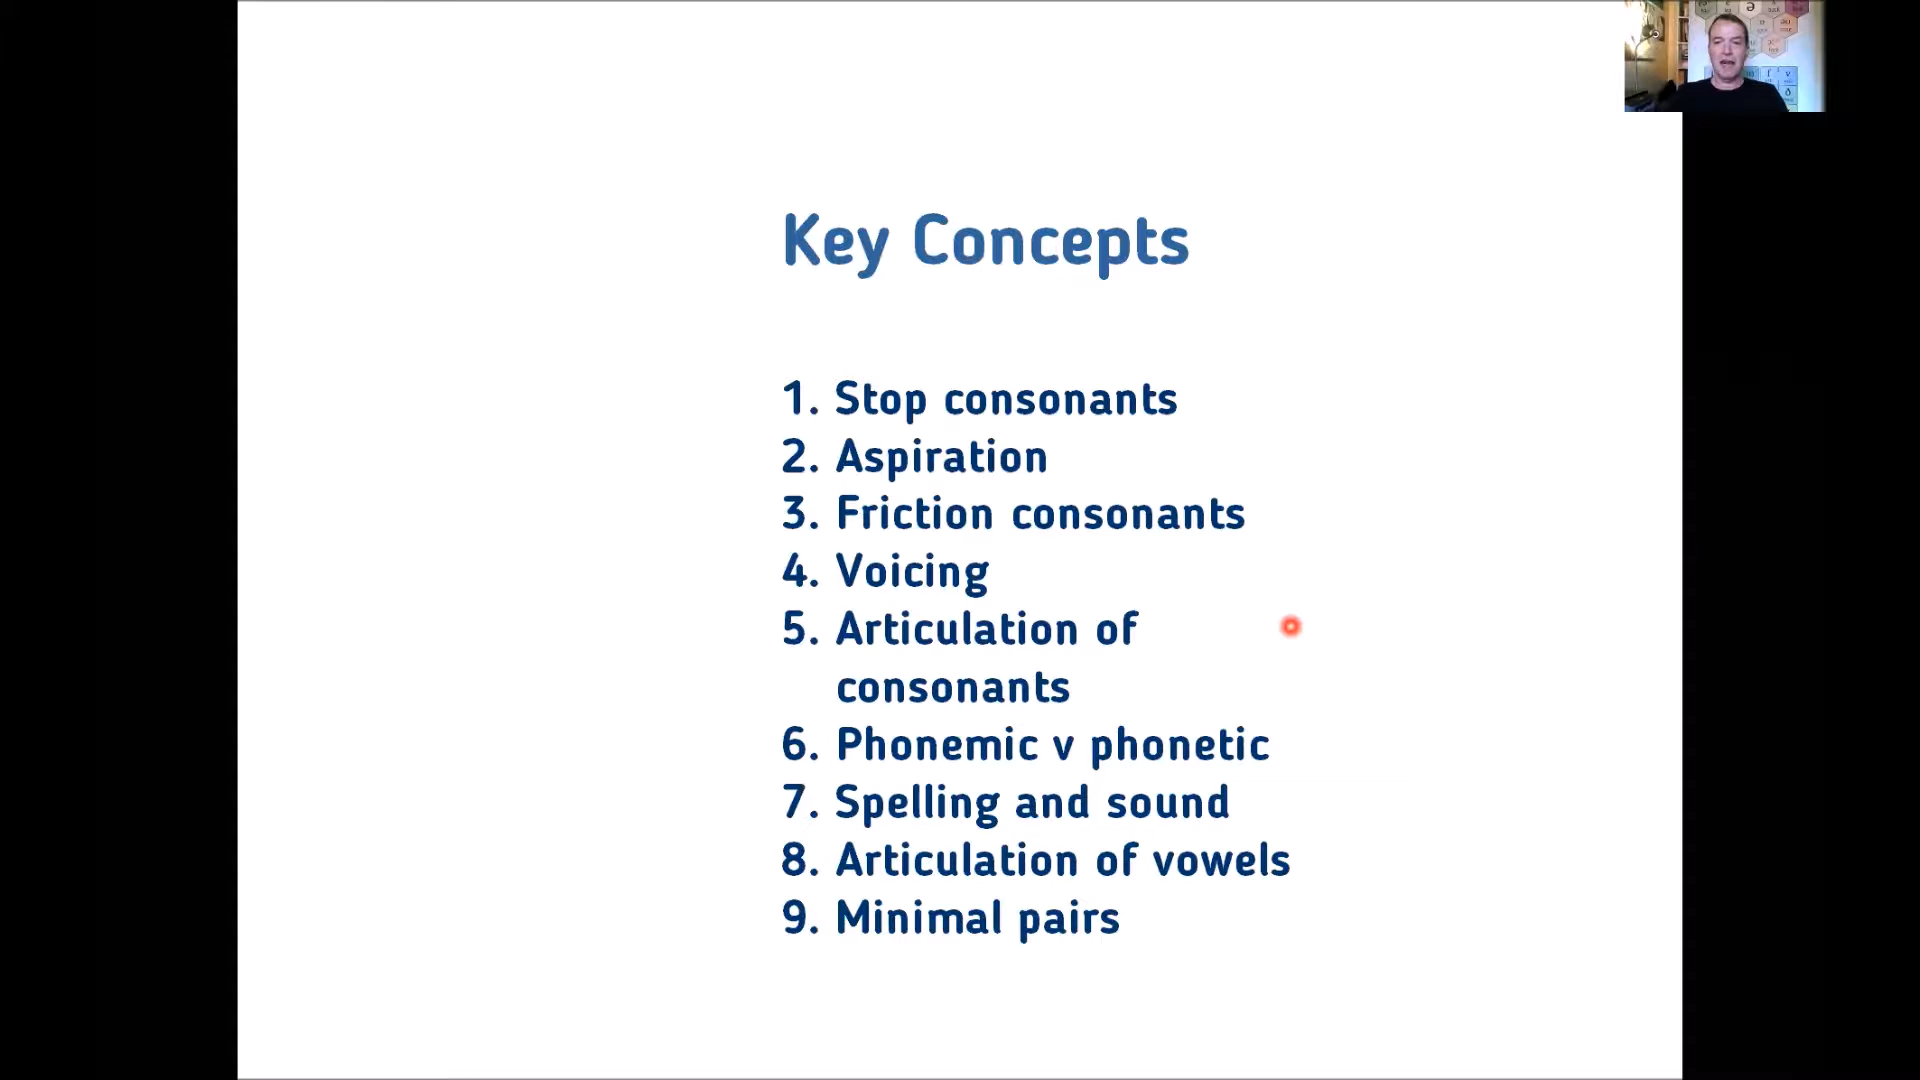 Key Concepts
1. Stop consonants
2. Aspiration
3. Friction consonants
4. Voicing
5. Articulation of
consonants
6. Phonemic v phonetic
7. Spelling and sound
8. Articulation of vowels
9. Minimal pairs